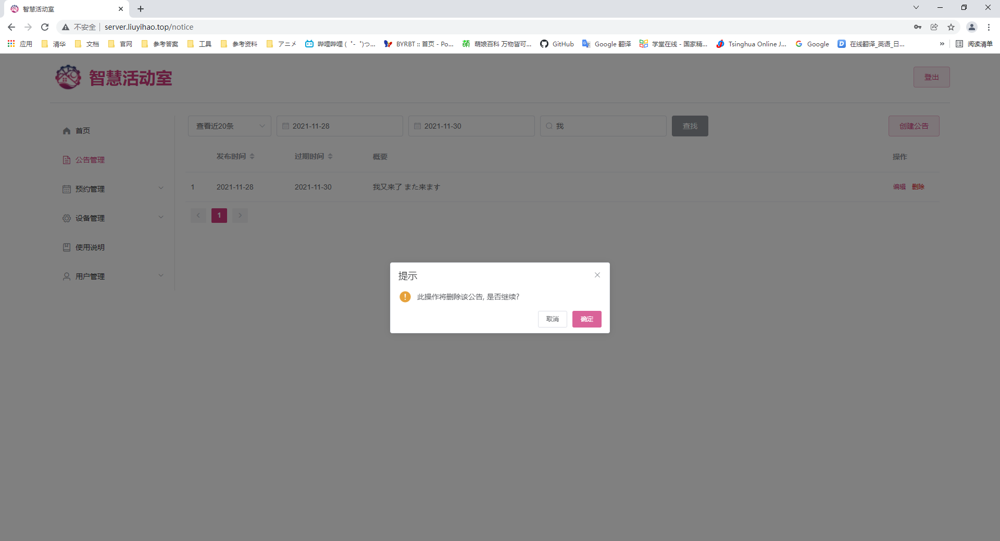 智慧活动室
不安全 server.liuyihao.top/notice
应用 清华 文档 官网 参考答案 工具 参考资料 アニメ 哔哩哔哩 ( ゜- ゜)つ... BYRBT :: 首页 - Po... 萌娘百科 万物皆可... GitHub Google 翻译 学堂在线 - 国家精... Tsinghua Online J... Google 在线翻译_英语_日... » 阅读清单
智慧活动室
登出
首页
公告管理
预约管理
设备管理
使用说明
用户管理
查看近20条 2021-11-28 2021-11-30 我 查找 创建公告
发布时间 过期时间 概要 操作
1 2021-11-28 2021-11-30 我又来了 また来ます 编辑 删除
1
提示
此操作将删除该公告, 是否继续?
取消 确定